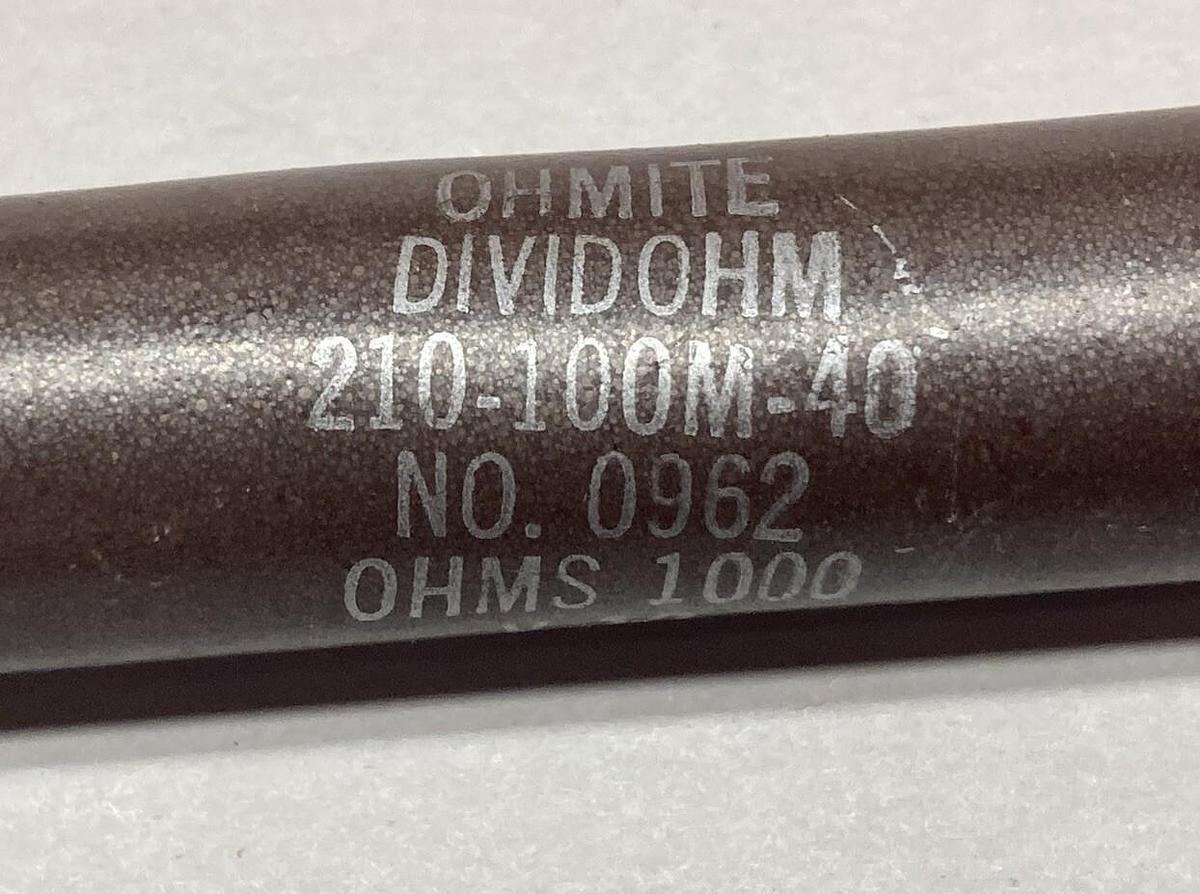 OHMITE
DIVIDOHM
210-100M-40
NO. 0962
OHMS 1000